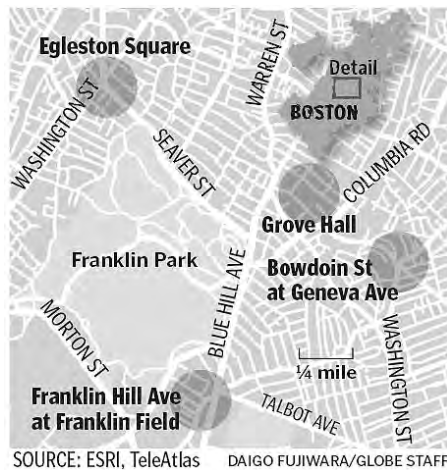 Egleston Square
WARREN ST
Detail
BOSTON
WASHINGTON ST
SEAVER ST
COLUMBIA RD
Grove Hall
Franklin Park
Bowdoin St
at Geneva Ave
BLUE HILL AVE
MORTON ST
¼ mile
WASHINGTON ST
Franklin Hill Ave
at Franklin Field
TALBOT AVE
SOURCE: ESRI, TeleAtlas
DAIGO FUJIWARA/GLOBE STAFF